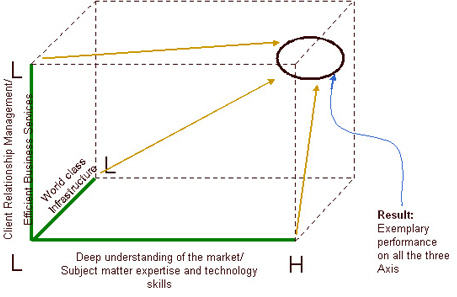 L
Client Relationship Management/
Efficient Business Services
World class
Infrastructure
L
L
Deep understanding of the market/
Subject matter expertise and technology
skills
H
Result:
Exemplary
performance
on all the three
Axis